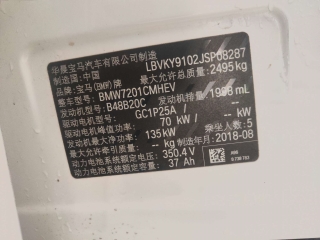 华晨宝马汽车有限公司制造 LBVKY9102JSP08287
制造国：中国 最大允许总质量 2495kg
品牌：宝马(BMW)牌
整车型号：BMW7201CMHEV
发动机型号：B48B20C 发动机排量 1998 mL
驱动电机型号 GC1P25A
驱动电机峰值功率 70 kW / - kW
发动机最大净功率 135kW 乘坐人数 5
最大允许牵引质量 - kg 制造年月 2018-08
动力电池系统额定电压 350.4 V
动力电池系统额定容量 37 Ah